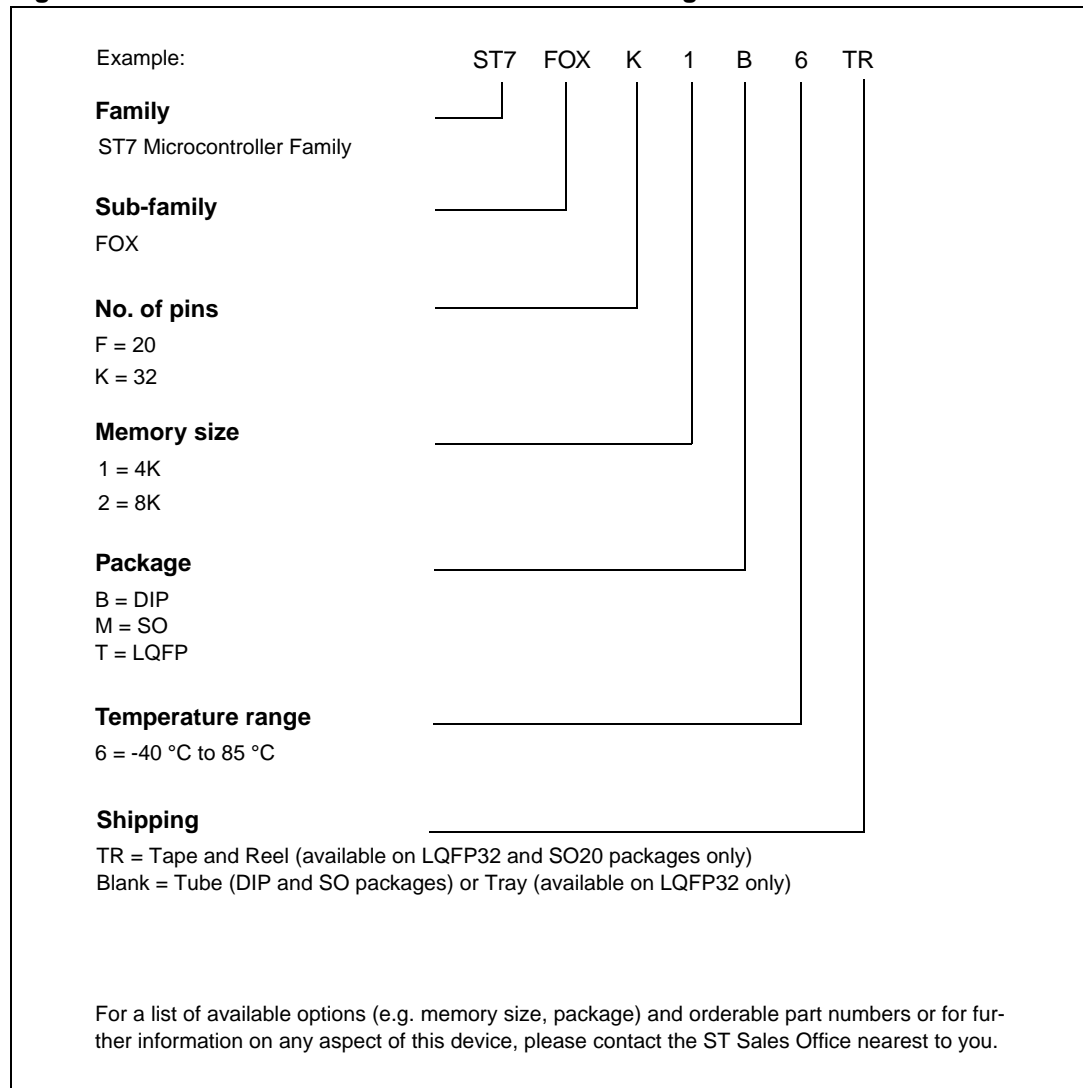 Example: ST7 FOX K 1 B 6 TR
Family
ST7 Microcontroller Family
Sub-family
FOX
No. of pins
F = 20
K = 32
Memory size
1 = 4K
2 = 8K
Package
B = DIP
M = SO
T = LQFP
Temperature range
6 = -40 °C to 85 °C
Shipping
TR = Tape and Reel (available on LQFP32 and SO20 packages only)
Blank = Tube (DIP and SO packages) or Tray (available on LQFP32 only)
For a list of available options (e.g. memory size, package) and orderable part numbers or for fur-
ther information on any aspect of this device, please contact the ST Sales Office nearest to you.